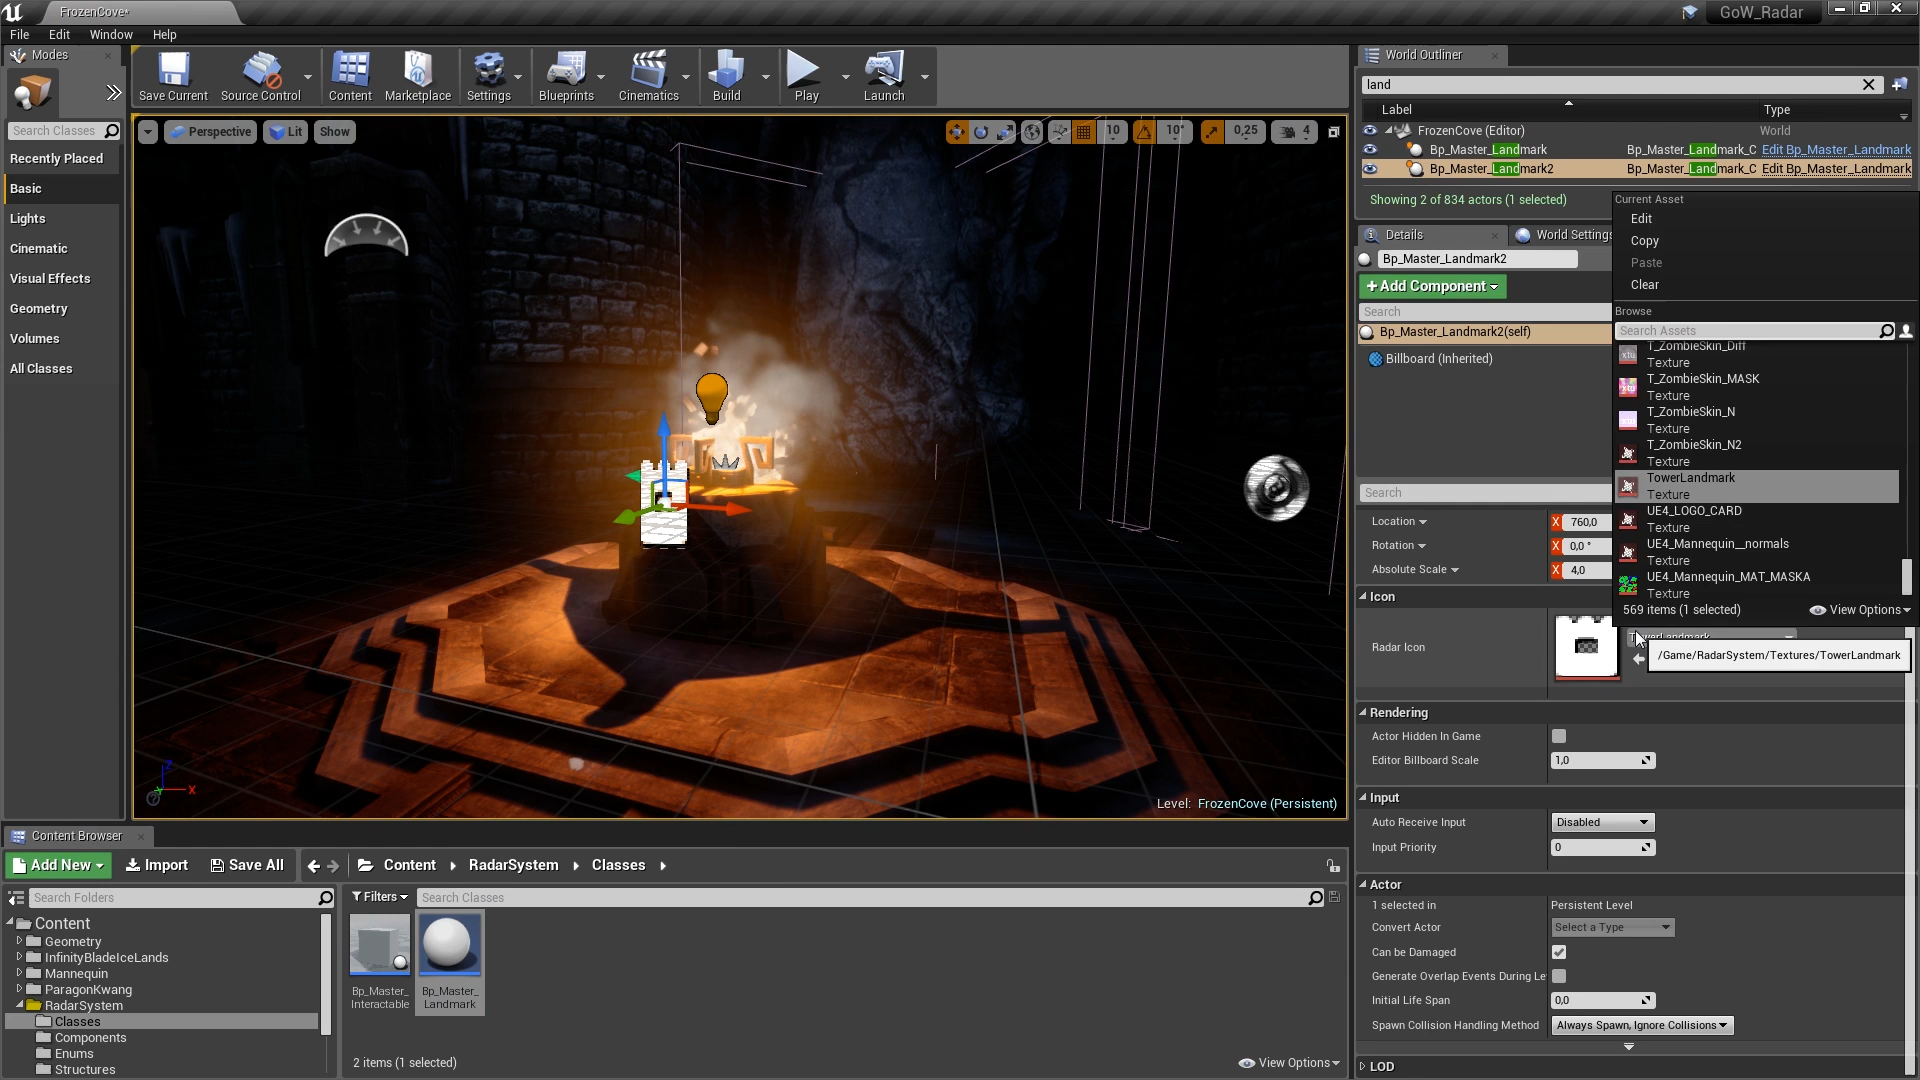 FrozenCove*
GoW_Radar
File
Edit
Window
Help
Modes
Search Classes
Recently Placed
Basic
Lights
Cinematic
Visual Effects
Geometry
Volumes
All Classes
Save Current
Source Control
Content
Marketplace
Settings
Blueprints
Cinematics
Build
Play
Launch
Perspective
Lit
Show
10
10°
0,25
4
Level: FrozenCove (Persistent)
World Outliner
land
Label
Type
FrozenCove (Editor)
World
Bp_Master_Landmark
Bp_Master_Landmark_C
Edit Bp_Master_Landmark
Bp_Master_Landmark2
Bp_Master_Landmark_C
Edit Bp_Master_Landmark
Showing 2 of 834 actors (1 selected)
Details
World Settings
Bp_Master_Landmark2
Add Component
Search
Bp_Master_Landmark2(self)
Billboard (Inherited)
Search
Location
X 760,0
Rotation
X 0,0 °
Absolute Scale
X 4,0
Current Asset
Edit
Copy
Paste
Clear
Browse
Search Assets
T_ZombieSkin_Diff
Texture
T_ZombieSkin_MASK
Texture
T_ZombieSkin_N
Texture
T_ZombieSkin_N2
Texture
TowerLandmark
Texture
UE4_LOGO_CARD
Texture
UE4_Mannequin__normals
Texture
UE4_Mannequin_MAT_MASKA
Texture
569 items (1 selected)
View Options
Icon
Radar Icon
TowerLandmark
/Game/RadarSystem/Textures/TowerLandmark
Rendering
Actor Hidden In Game
Editor Billboard Scale
1,0
Input
Auto Receive Input
Disabled
Input Priority
0
Actor
1 selected in
Persistent Level
Convert Actor
Select a Type
Can be Damaged
Generate Overlap Events During Le
Initial Life Span
0,0
Spawn Collision Handling Method
Always Spawn, Ignore Collisions
LOD
Content Browser
Add New
Import
Save All
Content
RadarSystem
Classes
Search Folders
Filters
Search Classes
Content
Geometry
InfinityBladeIceLands
Mannequin
ParagonKwang
RadarSystem
Classes
Components
Enums
Structures
Bp_Master_
Interactable
Bp_Master_
Landmark
2 items (1 selected)
View Options